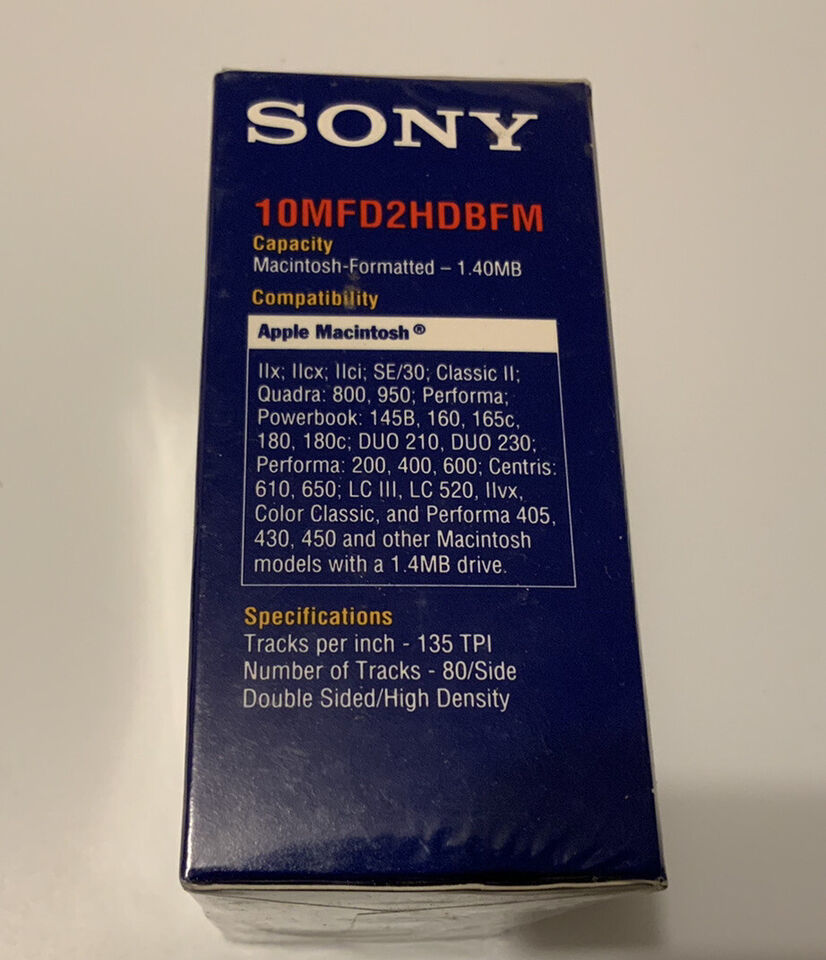 SONY
10MFD2HDBFM
Capacity
Macintosh-Formatted – 1.40MB
Compatibility
Apple Macintosh®
IIx; IIcx; IIci; SE/30; Classic II;
Quadra: 800, 950; Performa;
Powerbook: 145B, 160, 165c,
180, 180c; DUO 210, DUO 230;
Performa: 200, 400, 600; Centris:
610, 650; LC III, LC 520, IIvx,
Color Classic, and Performa 405,
430, 450 and other Macintosh
models with a 1.4MB drive.
Specifications
Tracks per inch - 135 TPI
Number of Tracks - 80/Side
Double Sided/High Density